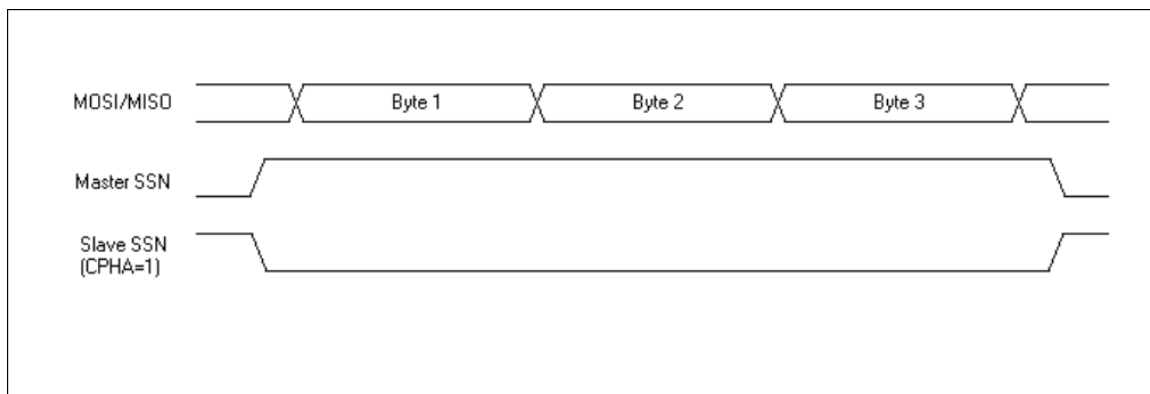 MOSI/MISO
Byte 1
Byte 2
Byte 3
Master SSN
Slave SSN
(CPHA=1)